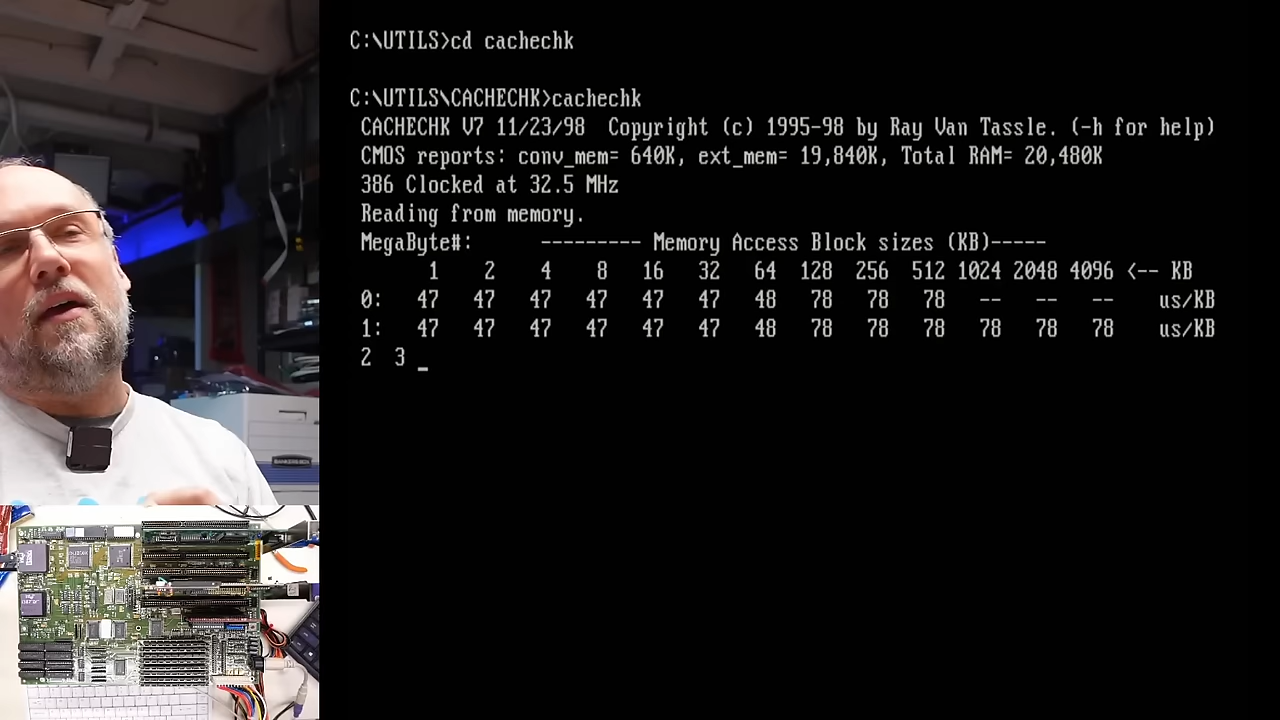 C:\UTILS>cd cachechk
C:\UTILS\CACHECHK>cachechk
CACHECHK V7 11/23/98  Copyright (c) 1995-98 by Ray Van Tassle. (-h for help)
CMOS reports: conv_mem= 640K, ext_mem= 19,840K, Total RAM= 20,480K
386 Clocked at 32.5 MHz
Reading from memory.
MegaByte#:      --------- Memory Access Block sizes (KB)-----
1    2    4    8   16   32   64  128  256  512 1024 2048 4096 <-- KB
0:   47   47   47   47   47   47   48   78   78   78   --   --   --    us/KB
1:   47   47   47   47   47   47   48   78   78   78   78   78   78    us/KB
2  3 _